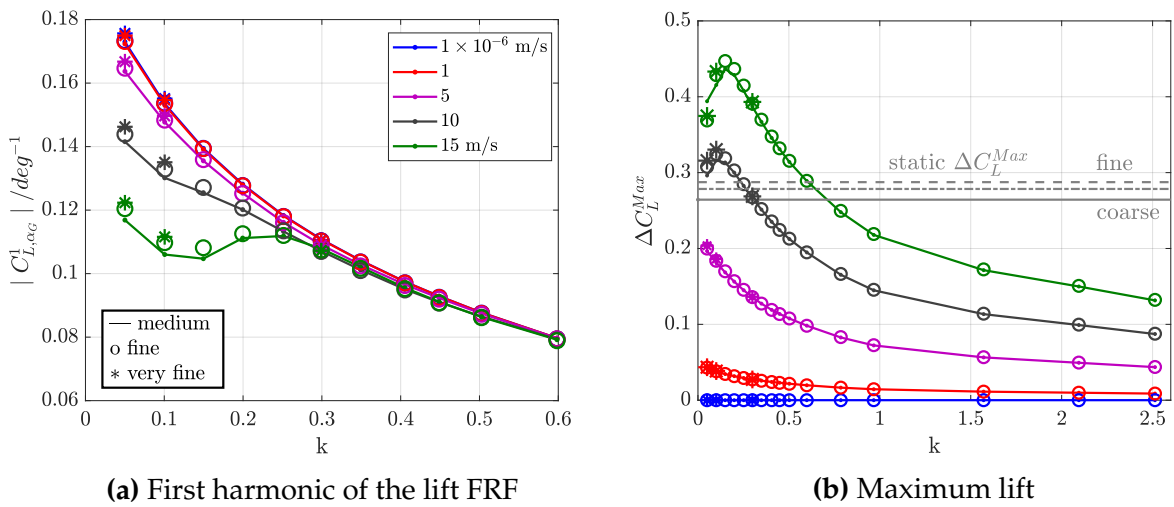 0.18
0.16
0.14
0.12
0.1
0.08
0.06
| C^1_{L,α_G} | /deg^{-1}
1 × 10^{-6} m/s
1
5
10
15 m/s
— medium
o fine
* very fine
0 0.1 0.2 0.3 0.4 0.5 0.6
k
(a) First harmonic of the lift FRF
0.5
0.4
0.3
0.2
0.1
0
ΔC_L^{Max}
static ΔC_L^{Max} fine
coarse
0 0.5 1 1.5 2 2.5
k
(b) Maximum lift